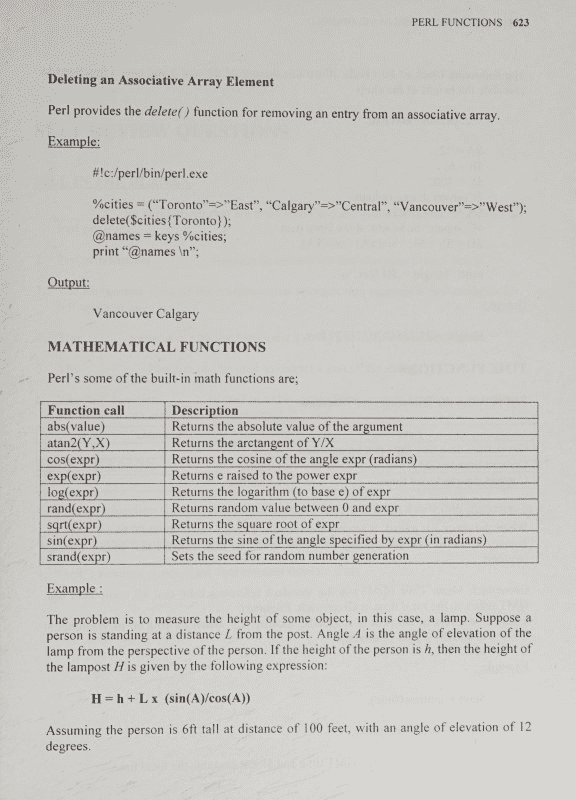 PERL FUNCTIONS 623
Deleting an Associative Array Element
Perl provides the delete( ) function for removing an entry from an associative array.
Example:
#!c:/perl/bin/perl.exe
%cities = (“Toronto”=>”East”, “Calgary”=>”Central”, “Vancouver”=>”West”);
delete($cities{Toronto});
@names = keys %cities;
print “@names \n”;
Output:
Vancouver Calgary
MATHEMATICAL FUNCTIONS
Perl’s some of the built-in math functions are;
Function call Description
abs(value) Returns the absolute value of the argument
atan2(Y,X) Returns the arctangent of Y/X
cos(expr) Returns the cosine of the angle expr (radians)
exp(expr) Returns e raised to the power expr
log(expr) Returns the logarithm (to base e) of expr
rand(expr) Returns random value between 0 and expr
sqrt(expr) Returns the square root of expr
sin(expr) Returns the sine of the angle specified by expr (in radians)
srand(expr) Sets the seed for random number generation
Example :
The problem is to measure the height of some object, in this case, a lamp. Suppose a
person is standing at a distance L from the post. Angle A is the angle of elevation of the
lamp from the perspective of the person. If the height of the person is h, then the height of
the lampost H is given by the following expression:
H = h + L x (sin(A)/cos(A))
Assuming the person is 6ft tall at distance of 100 feet, with an angle of elevation of 12
degrees.